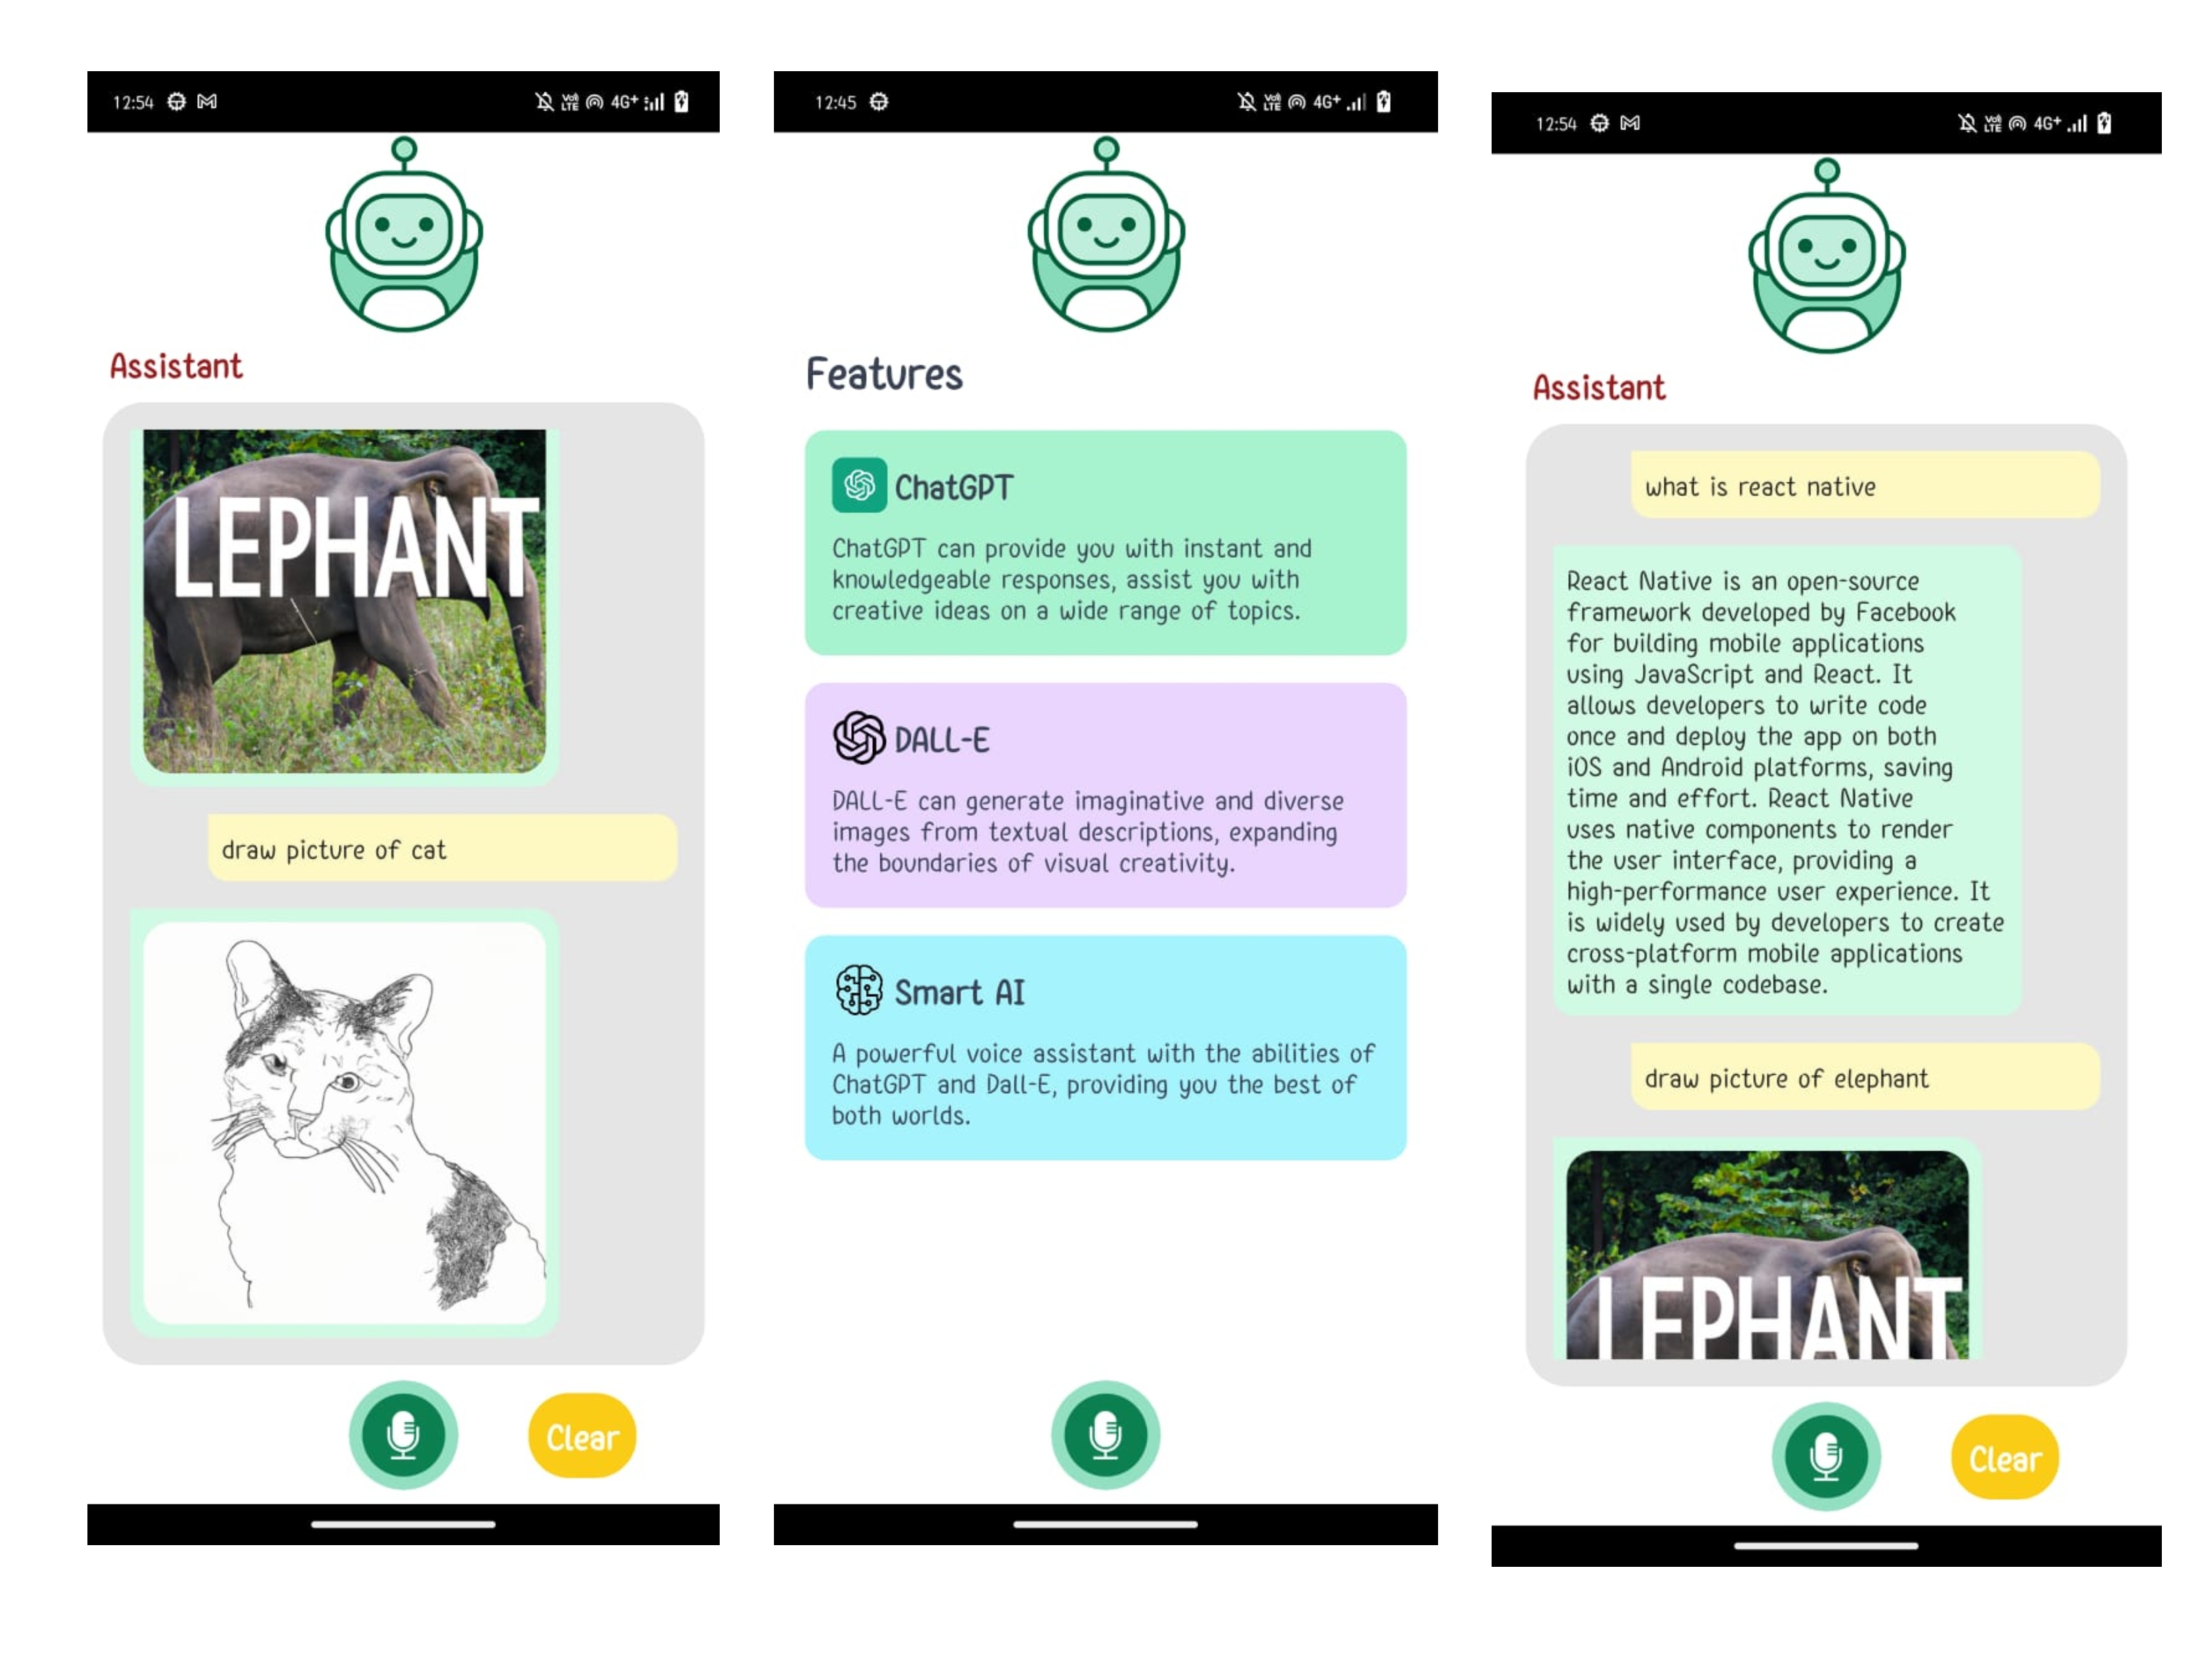 12:54
4G+
Assistant
LEPHANT
draw picture of cat
Clear
12:45
VoI)
LTE
4G+
Features
ChatGPT
ChatGPT can provide you with instant and
knowledgeable responses, assist you with
creative ideas on a wide range of topics.
DALL-E
DALL-E can generate imaginative and diverse
images from textual descriptions, expanding
the boundaries of visual creativity.
Smart AI
A powerful voice assistant with the abilities of
ChatGPT and Dall-E, providing you the best of
both worlds.
12:54
4G+
Assistant
what is react native
React Native is an open-source
framework developed by Facebook
for building mobile applications
using JavaScript and React. It
allows developers to write code
once and deploy the app on both
iOS and Android platforms, saving
time and effort. React Native
uses native components to render
the user interface, providing a
high-performance user experience. It
is widely used by developers to create
cross-platform mobile applications
with a single codebase.
draw picture of elephant
LEPHANT
Clear